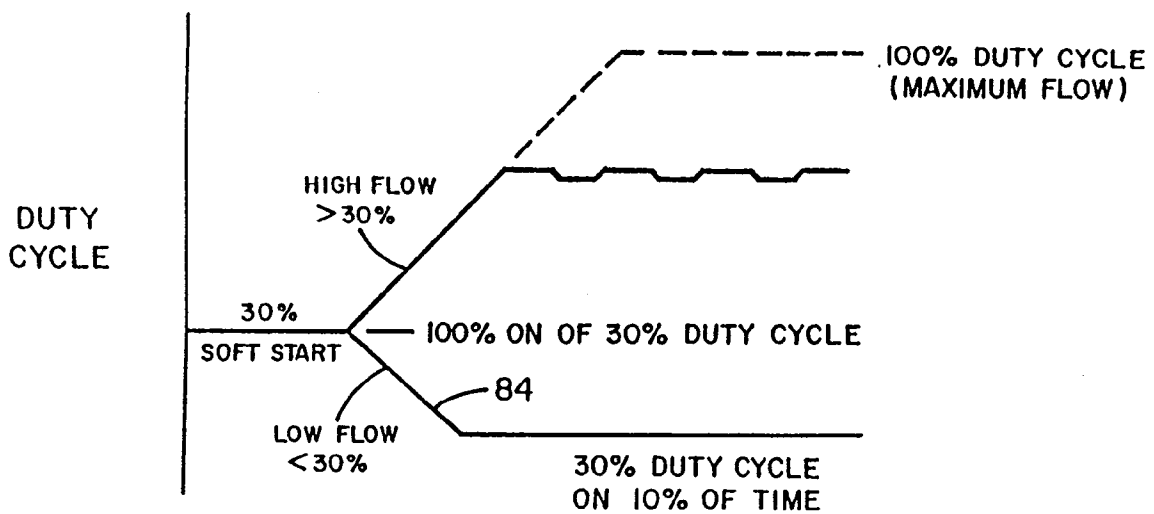 100% DUTY CYCLE
(MAXIMUM FLOW)
HIGH FLOW
>30%
DUTY
CYCLE
30%
SOFT START
100% ON OF 30% DUTY CYCLE
84
LOW FLOW
<30%
30% DUTY CYCLE
ON 10% OF TIME